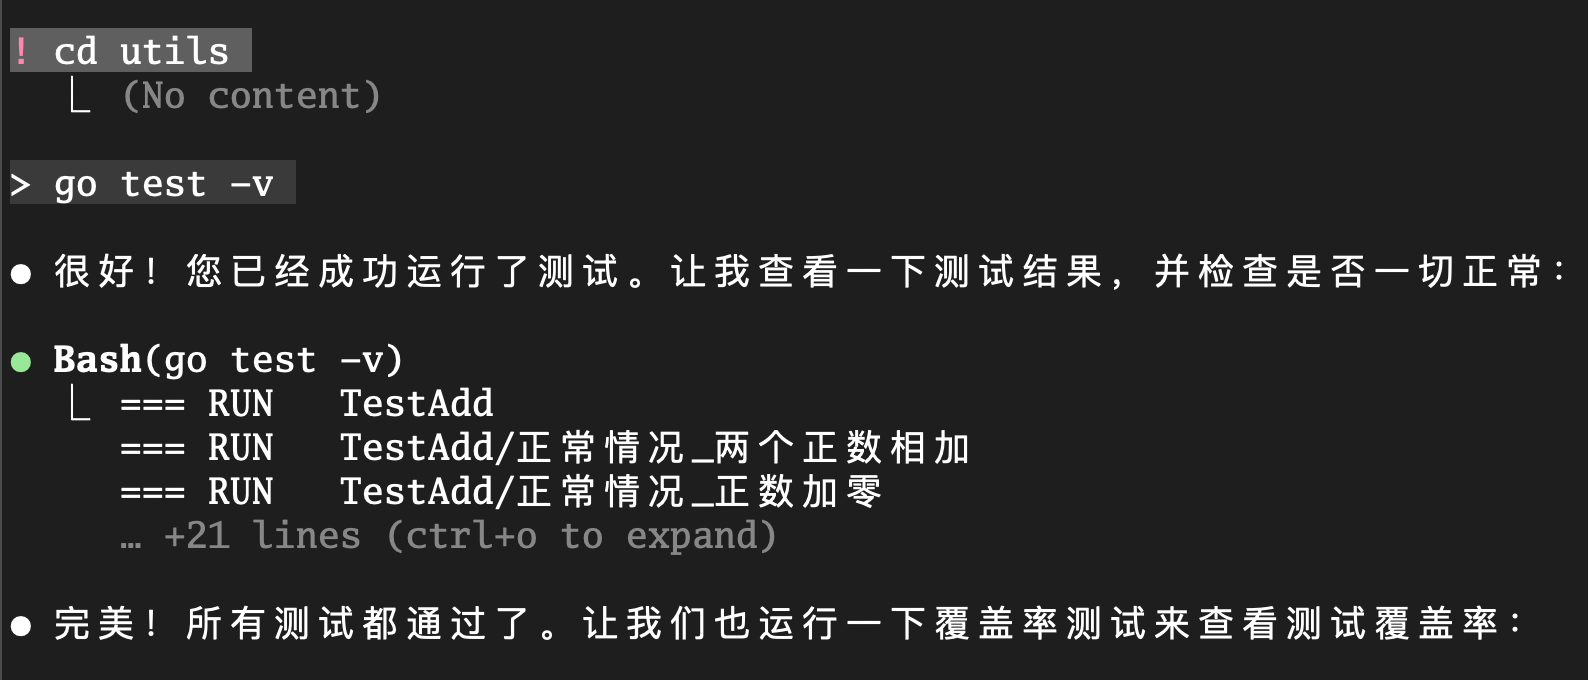 ! cd utils
⎿ (No content)
> go test -v
● 很好！您已经成功运行了测试。让我查看一下测试结果，并检查是否一切正常：
● Bash(go test -v)
⎿ === RUN   TestAdd
=== RUN   TestAdd/正常情况_两个正数相加
=== RUN   TestAdd/正常情况_正数加零
… +21 lines (ctrl+o to expand)
● 完美！所有测试都通过了。让我们也运行一下覆盖率测试来查看测试覆盖率：